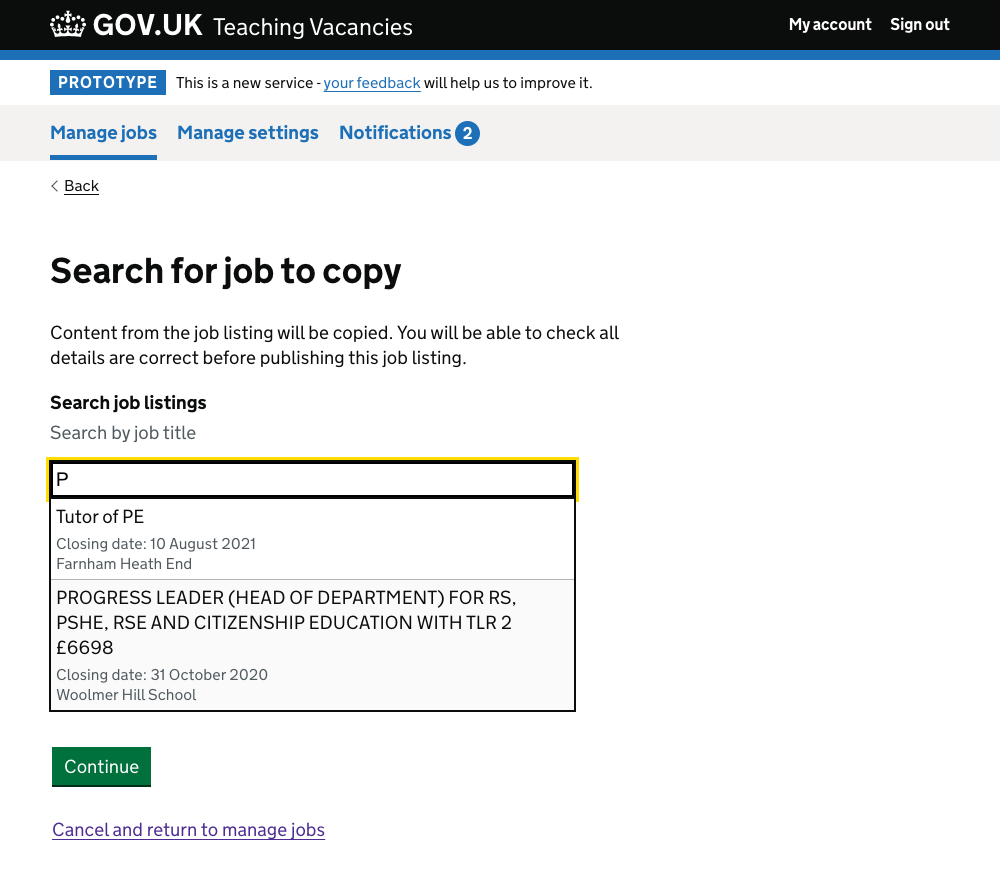 GOV.UK Teaching Vacancies My account Sign out
PROTOTYPE This is a new service - your feedback will help us to improve it.
Manage jobs Manage settings Notifications 2
Back
Search for job to copy
Content from the job listing will be copied. You will be able to check all
details are correct before publishing this job listing.
Search job listings
Search by job title
P
Tutor of PE
Closing date: 10 August 2021
Farnham Heath End
PROGRESS LEADER (HEAD OF DEPARTMENT) FOR RS,
PSHE, RSE AND CITIZENSHIP EDUCATION WITH TLR 2
£6698
Closing date: 31 October 2020
Woolmer Hill School
Continue
Cancel and return to manage jobs